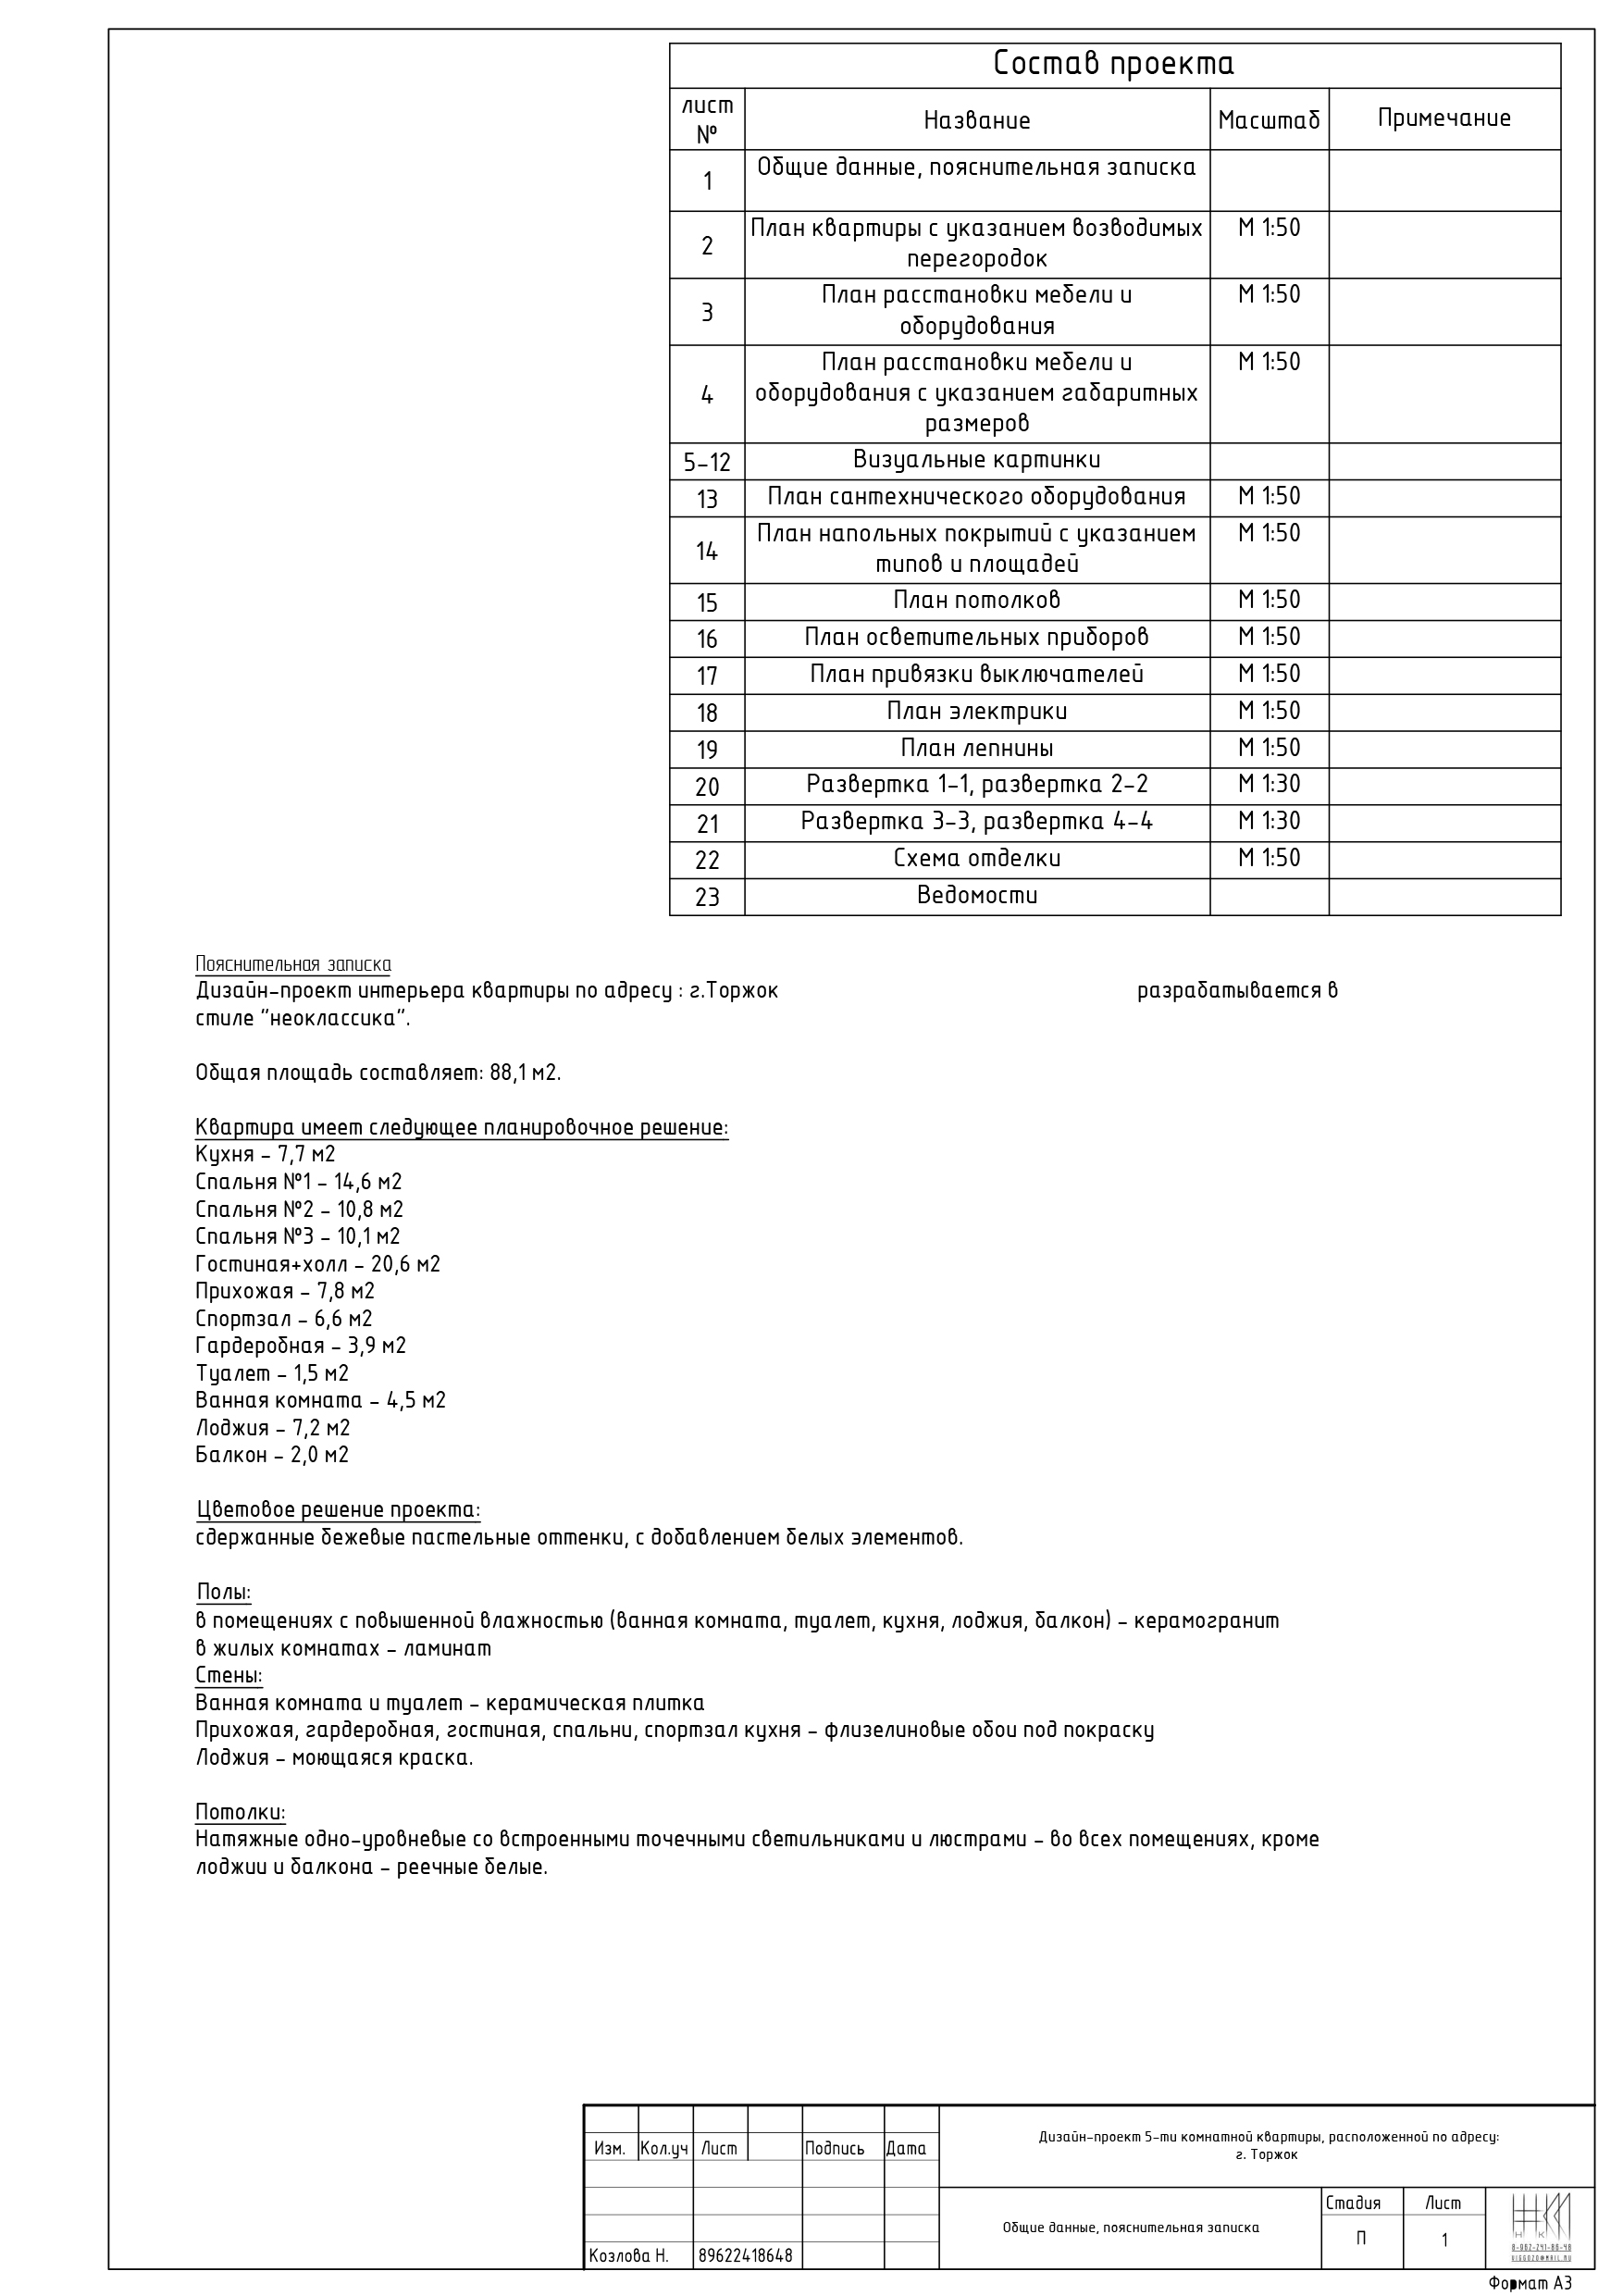 Состав проекта
лист № Название Масштаб Примечание
1 Общие данные, пояснительная записка
2 План квартиры с указанием возводимых М 1:50
перегородок
3 План расстановки мебели и М 1:50
оборудования
4 План расстановки мебели и М 1:50
оборудования с указанием габаритных
размеров
5-12 Визуальные картинки
13 План сантехнического оборудования М 1:50
14 План напольных покрытий с указанием М 1:50
типов и площадей
15 План потолков М 1:50
16 План осветительных приборов М 1:50
17 План привязки выключателей М 1:50
18 План электрики М 1:50
19 План лепнины М 1:50
20 Развертка 1-1, развертка 2-2 М 1:30
21 Развертка 3-3, развертка 4-4 М 1:30
22 Схема отделки М 1:50
23 Ведомости
Пояснительная записка
Дизайн-проект интерьера квартиры по адресу : г.Торжок разрабатывается в
стиле "неоклассика".
Общая площадь составляет: 88,1 м2.
Квартира имеет следующее планировочное решение:
Кухня - 7,7 м2
Спальня №1 - 14,6 м2
Спальня №2 - 10,8 м2
Спальня №3 - 10,1 м2
Гостиная+холл - 20,6 м2
Прихожая - 7,8 м2
Спортзал - 6,6 м2
Гардеробная - 3,9 м2
Туалет - 1,5 м2
Ванная комната - 4,5 м2
Лоджия - 7,2 м2
Балкон - 2,0 м2
Цветовое решение проекта:
сдержанные бежевые пастельные оттенки, с добавлением белых элементов.
Полы:
в помещениях с повышенной влажностью (ванная комната, туалет, кухня, лоджия, балкон) - керамогранит
в жилых комнатах - ламинат
Стены:
Ванная комната и туалет - керамическая плитка
Прихожая, гардеробная, гостиная, спальни, спортзал кухня - флизелиновые обои под покраску
Лоджия - моющаяся краска.
Потолки:
Натяжные одно-уровневые со встроенными точечными светильниками и люстрами - во всех помещениях, кроме
лоджии и балкона - реечные белые.
Изм. Кол.уч Лист Подпись Дата
Дизайн-проект 5-ти комнатной квартиры, расположенной по адресу:
г. Торжок
Общие данные, пояснительная записка
Стадия Лист
П 1
Н К
8-962-241-86-48
Козлова Н. 89622418648
Формат А3